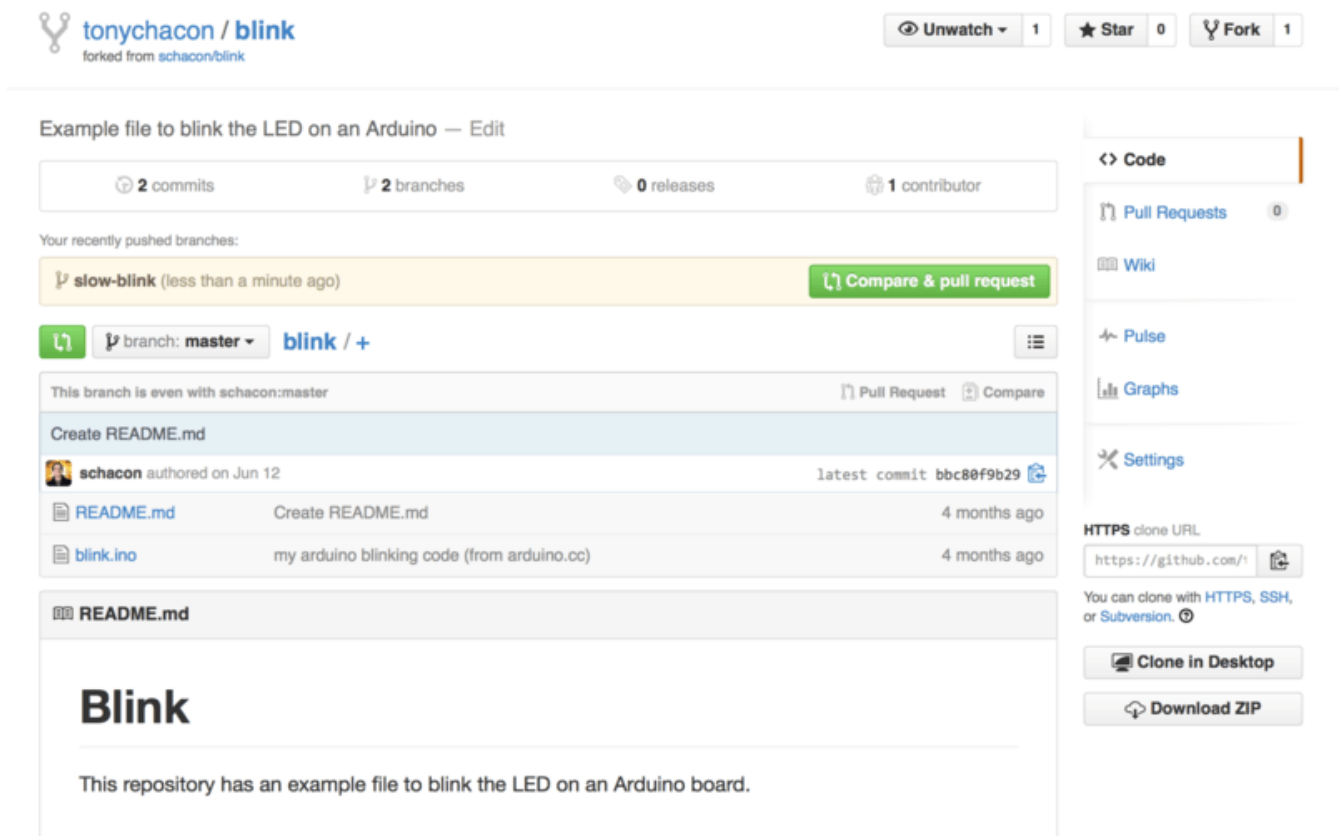 tonychacon / blink
forked from schacon/blink
Unwatch 1 Star 0 Fork 1
Example file to blink the LED on an Arduino — Edit
2 commits 2 branches 0 releases 1 contributor
Your recently pushed branches:
slow-blink (less than a minute ago) Compare & pull request
branch: master blink / +
This branch is even with schacon:master Pull Request Compare
Create README.md
schacon authored on Jun 12 latest commit bbc80f9b29
README.md Create README.md 4 months ago
blink.ino my arduino blinking code (from arduino.cc) 4 months ago
README.md
Blink
This repository has an example file to blink the LED on an Arduino board.
<> Code
Pull Requests 0
Wiki
Pulse
Graphs
Settings
HTTPS clone URL
https://github.com/
You can clone with HTTPS, SSH,
or Subversion.
Clone in Desktop
Download ZIP